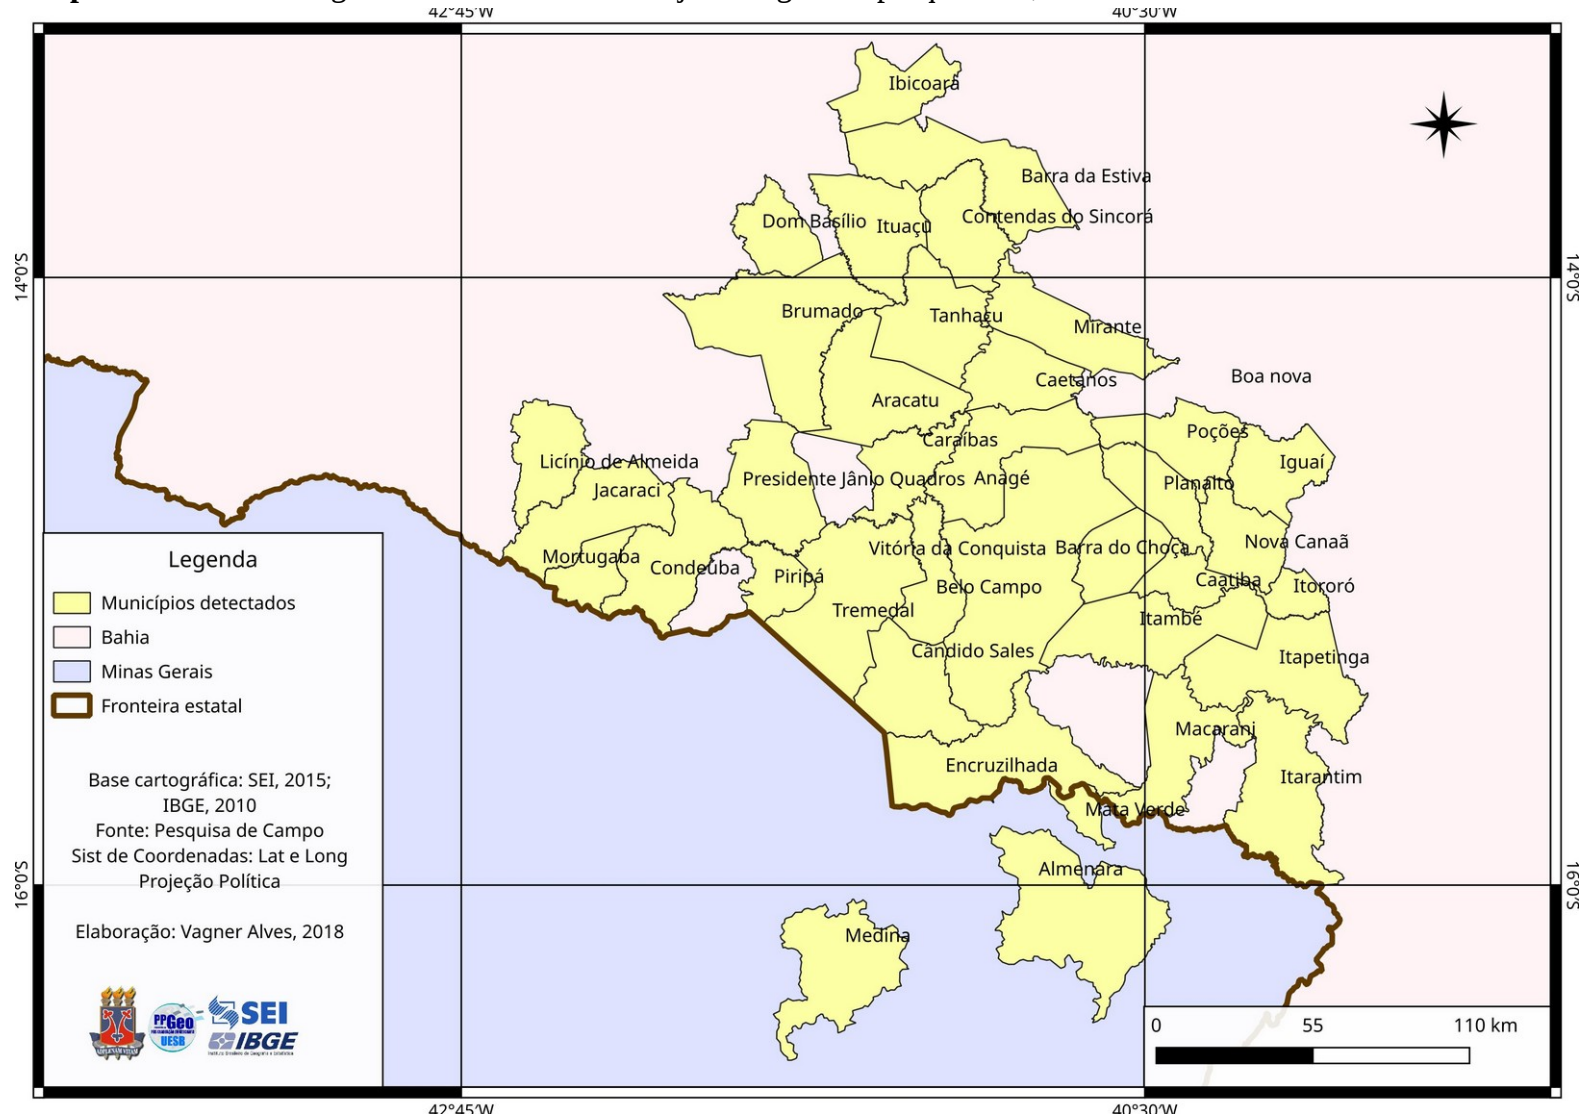 42°45'W
40°30'W
Ibicoará
Barra da Estiva
Dom Basílio
Ituaçu
Contendas do Sincorá
14°0'S
14°0'S
Brumado
Tanhaçu
Mirante
Caetanos
Boa nova
Aracatu
Caraíbas
Poções
Licínio de Almeida
Iguaí
Presidente Jânio Quadros
Anagé
Planalto
Jacaraci
Mortugaba
Condeúba
Piripá
Vitória da Conquista
Barra do Choça
Nova Canaã
Belo Campo
Caatiba
Itororó
Tremedal
Itambé
Cândido Sales
Itapetinga
Macarani
Encruzilhada
Itarantim
Mata Verde
Almenara
Medina
Legenda
Municípios detectados
Bahia
Minas Gerais
Fronteira estatal
Base cartográfica: SEI, 2015;
IBGE, 2010
Fonte: Pesquisa de Campo
Sist de Coordenadas: Lat e Long
Projeção Política
Elaboração: Vagner Alves, 2018
PPGeo
UESB
SEI
IBGE
16°0'S
16°0'S
0 55 110 km
42°45'W
40°30'W